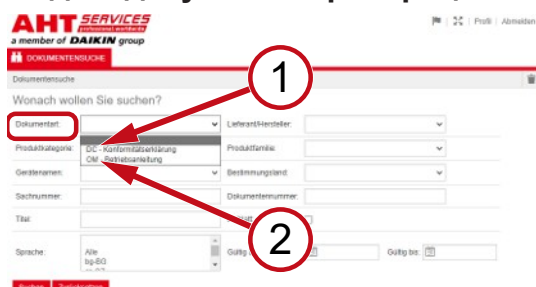 AHT SERVICES
professional worldwide
a member of DAIKIN group
Profil Abmelden
DOKUMENTENSUCHE
Dokumentensuche
Wonach wollen Sie suchen?
Dokumentart: Lieferant/Hersteller:
Produktkategorie: DC - Konformitätserklärung Produktfamilie:
OM - Betriebsanleitung
Gerätenamen: Bestimmungsland:
Sachnummer: Dokumentennummer:
Titel:
Sprache: Alle Gültig Gültig bis:
bg-BG
1
2